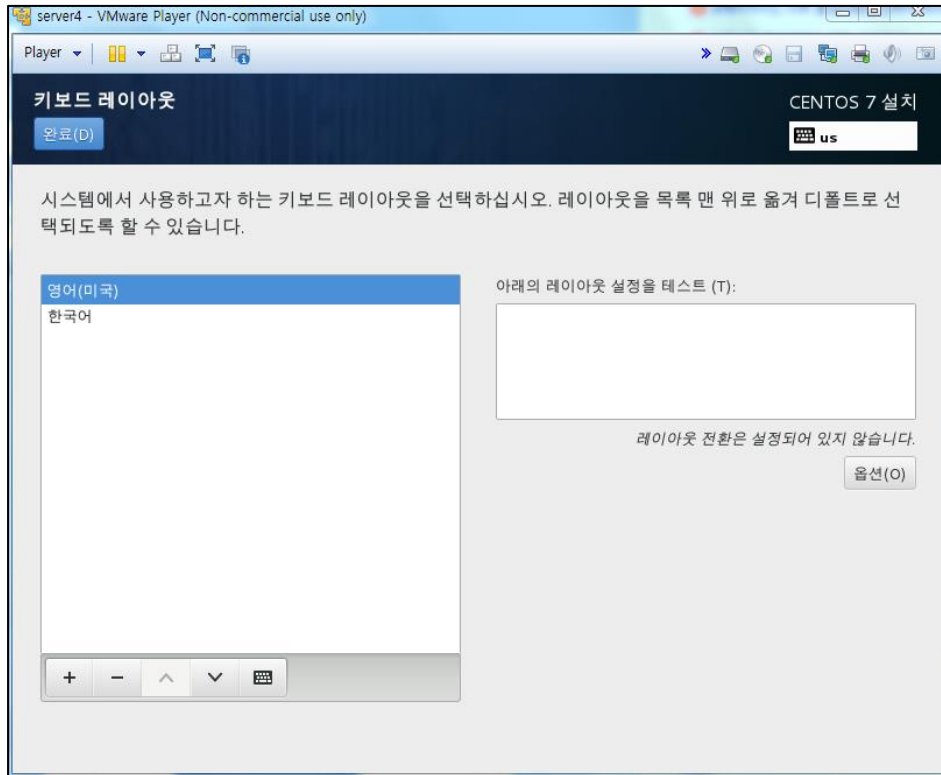 server4 - VMware Player (Non-commercial use only)
Player
키보드 레이아웃
CENTOS 7 설치
완료(D)
us
시스템에서 사용하고자 하는 키보드 레이아웃을 선택하십시오. 레이아웃을 목록 맨 위로 옮겨 디폴트로 선
택되도록 할 수 있습니다.
영어(미국)
한국어
아래의 레이아웃 설정을 테스트 (T):
레이아웃 전환은 설정되어 있지 않습니다.
옵션(O)